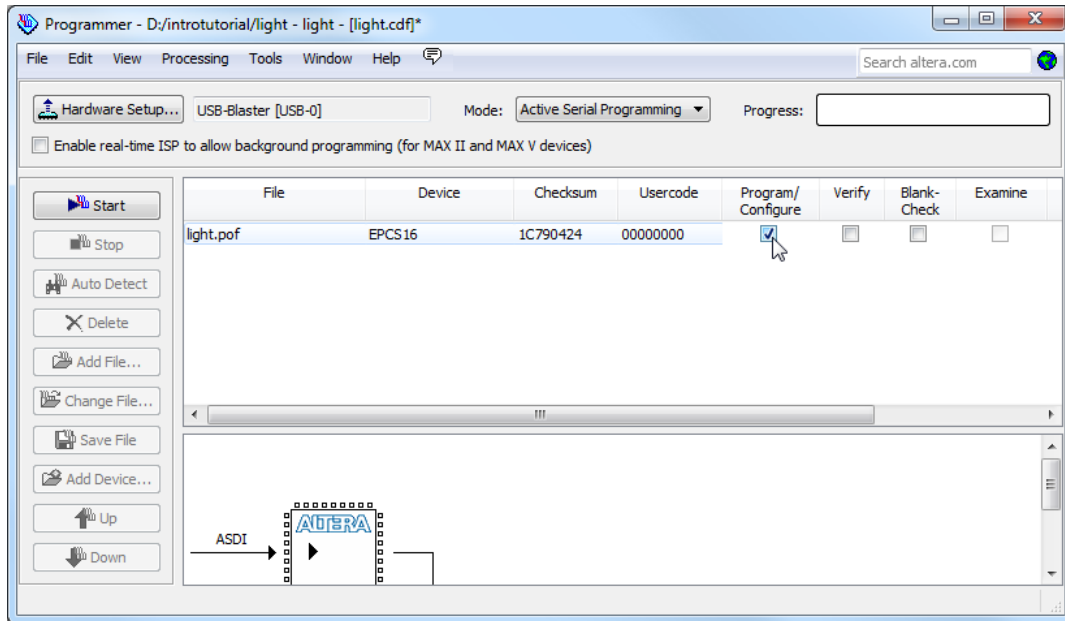 Programmer - D:/introtutorial/light - light - [light.cdf]*
File Edit View Processing Tools Window Help
Search altera.com
Hardware Setup... USB-Blaster [USB-0] Mode: Active Serial Programming Progress:
Enable real-time ISP to allow background programming (for MAX II and MAX V devices)
Start
Stop
Auto Detect
Delete
Add File...
Change File...
Save File
Add Device...
Up
Down
File Device Checksum Usercode Program/ Verify Blank- Examine
Configure Check
light.pof EPCS16 1C790424 00000000
ALTERA
ASDI